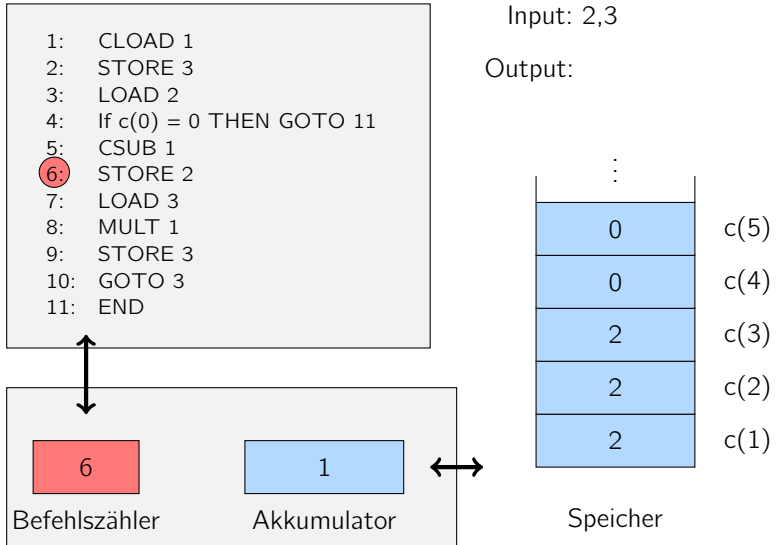 1: CLOAD 1
2: STORE 3
3: LOAD 2
4: If c(0) = 0 THEN GOTO 11
5: CSUB 1
6: STORE 2
7: LOAD 3
8: MULT 1
9: STORE 3
10: GOTO 3
11: END
Input: 2,3
Output:
⋮
0 c(5)
0 c(4)
2 c(3)
2 c(2)
2 c(1)
Speicher
6
Befehlszähler
1
Akkumulator